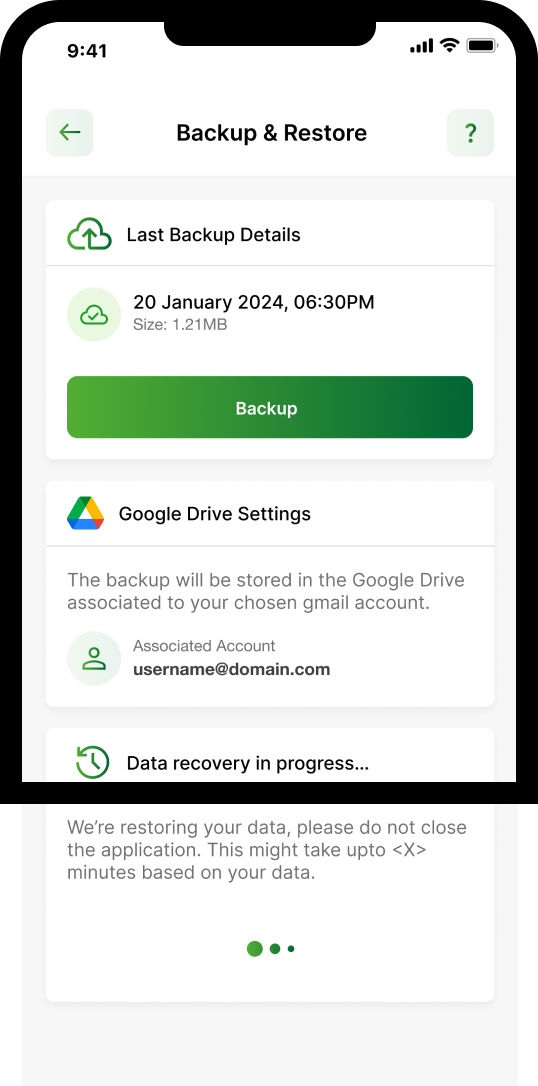 9:41
Backup & Restore
?
Last Backup Details
20 January 2024, 06:30PM
Size: 1.21MB
Backup
Google Drive Settings
The backup will be stored in the Google Drive
associated to your chosen gmail account.
Associated Account
username@domain.com
Data recovery in progress...
We’re restoring your data, please do not close
the application. This might take upto <X>
minutes based on your data.